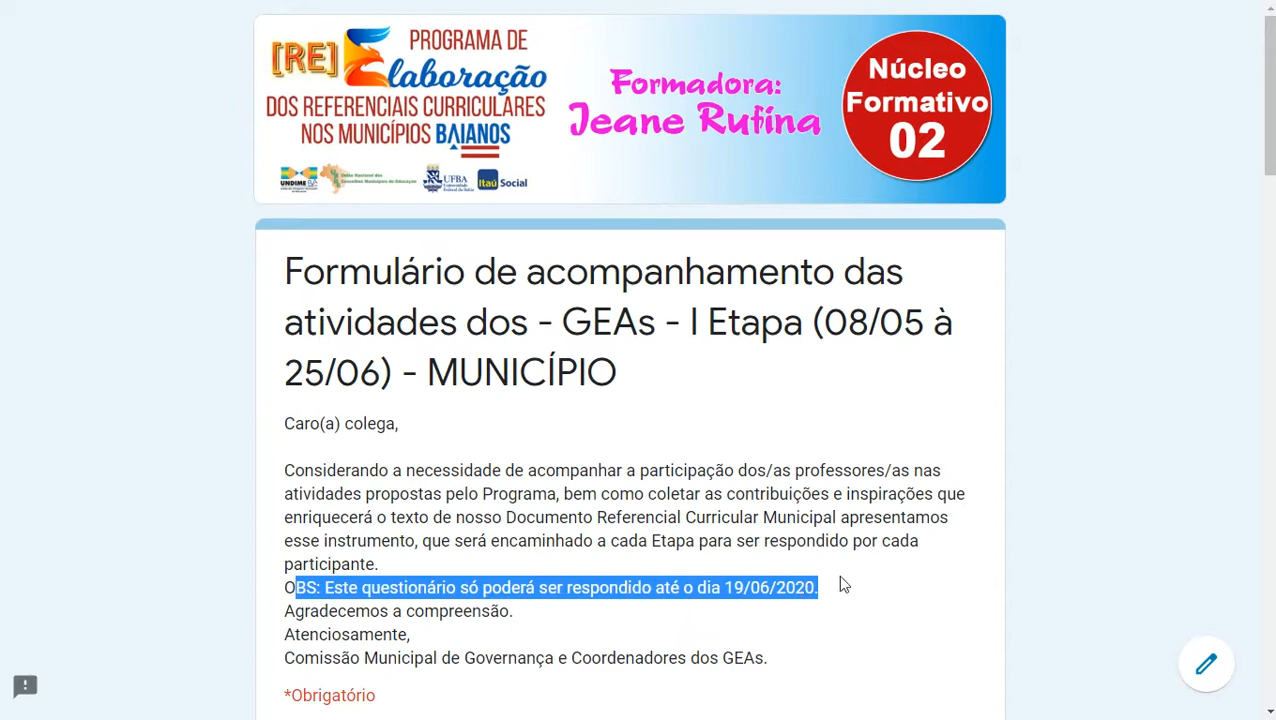 [RE]
PROGRAMA DE
Elaboração
DOS REFERENCIAIS CURRICULARES
NOS MUNICÍPIOS BAIANOS
UNDIME
UFBA
Itaú Social
Formadora:
Jeane Rufina
Núcleo
Formativo
02
Formulário de acompanhamento das
atividades dos - GEAs - I Etapa (08/05 à
25/06) - MUNICÍPIO
Caro(a) colega,
Considerando a necessidade de acompanhar a participação dos/as professores/as nas
atividades propostas pelo Programa, bem como coletar as contribuições e inspirações que
enriquecerá o texto de nosso Documento Referencial Curricular Municipal apresentamos
esse instrumento, que será encaminhado a cada Etapa para ser respondido por cada
participante.
OBS: Este questionário só poderá ser respondido até o dia 19/06/2020.
Agradecemos a compreensão.
Atenciosamente,
Comissão Municipal de Governança e Coordenadores dos GEAs.
*Obrigatório